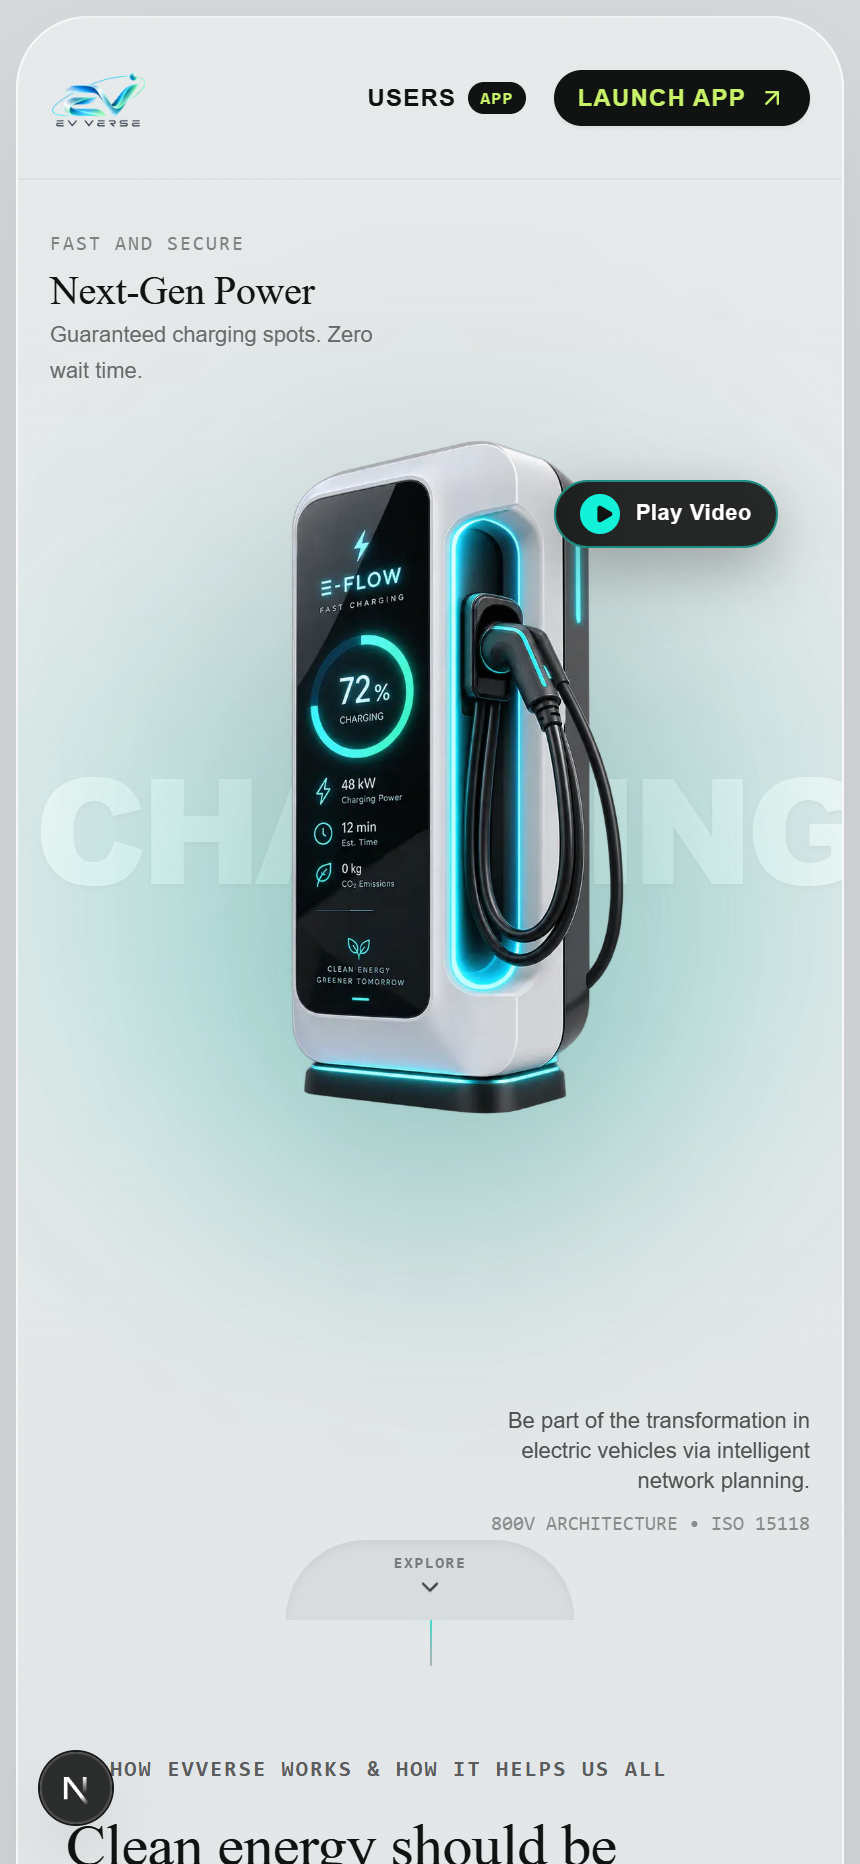 EV VERSE
USERS APP
LAUNCH APP
FAST AND SECURE
Next-Gen Power
Guaranteed charging spots. Zero
wait time.
Play Video
E-FLOW
FAST CHARGING
72%
CHARGING
48 kW
Charging Power
12 min
Est. Time
0 kg
CO₂ Emissions
CLEAN ENERGY
GREENER TOMORROW
Be part of the transformation in
electric vehicles via intelligent
network planning.
800V ARCHITECTURE • ISO 15118
EXPLORE
HOW EVVERSE WORKS & HOW IT HELPS US ALL
N
Clean energy should be